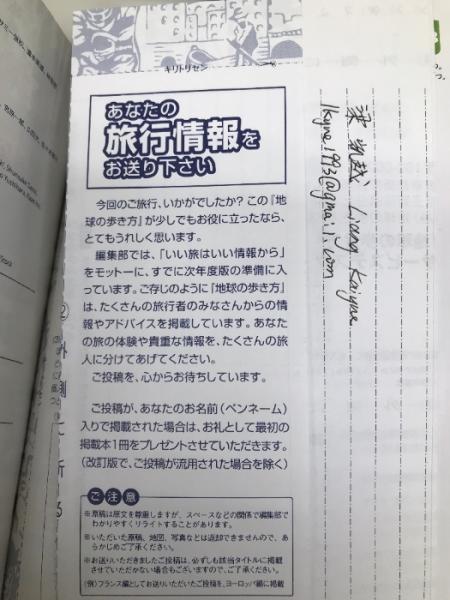 キリトリセン
あなたの
旅行情報を
お送り下さい
今回のご旅行、いかがでしたか？この『地
球の歩き方』が少しでもお役に立ったなら、
とてもうれしく思います。
編集部では、「いい旅はいい情報から」
をモットーに、すでに次年度版の準備に入
っています。ご存じのように『地球の歩き方』
は、たくさんの旅行者のみなさんからの情
報やアドバイスを掲載しています。あなた
の旅の体験や貴重な情報を、たくさんの旅
人に分けてあげてください。
ご投稿を、心からお待ちしています。
ご投稿が、あなたのお名前（ペンネーム）
入りで掲載された場合は、お礼として最初の
掲載本1冊をプレゼントさせていただきます。
（改訂版で、ご投稿が流用された場合を除く）
ご注意
※原稿は原文を尊重しますが、スペースなどの関係で編集部で
わかりやすくリライトすることがあります。
※いただいた原稿、地図、写真などは返却できませんので、あ
らかじめご了承ください。
※お送りいただきましたご投稿は、必ずしも該当タイトルに掲載
させていただかない場合もございますので、ご了承ください。
（例）フランス編としてお送りいただいたご投稿を、ヨーロッパ編に掲載
Liang Kaiyue
lkyue1993@gmail.com
②外側に折る